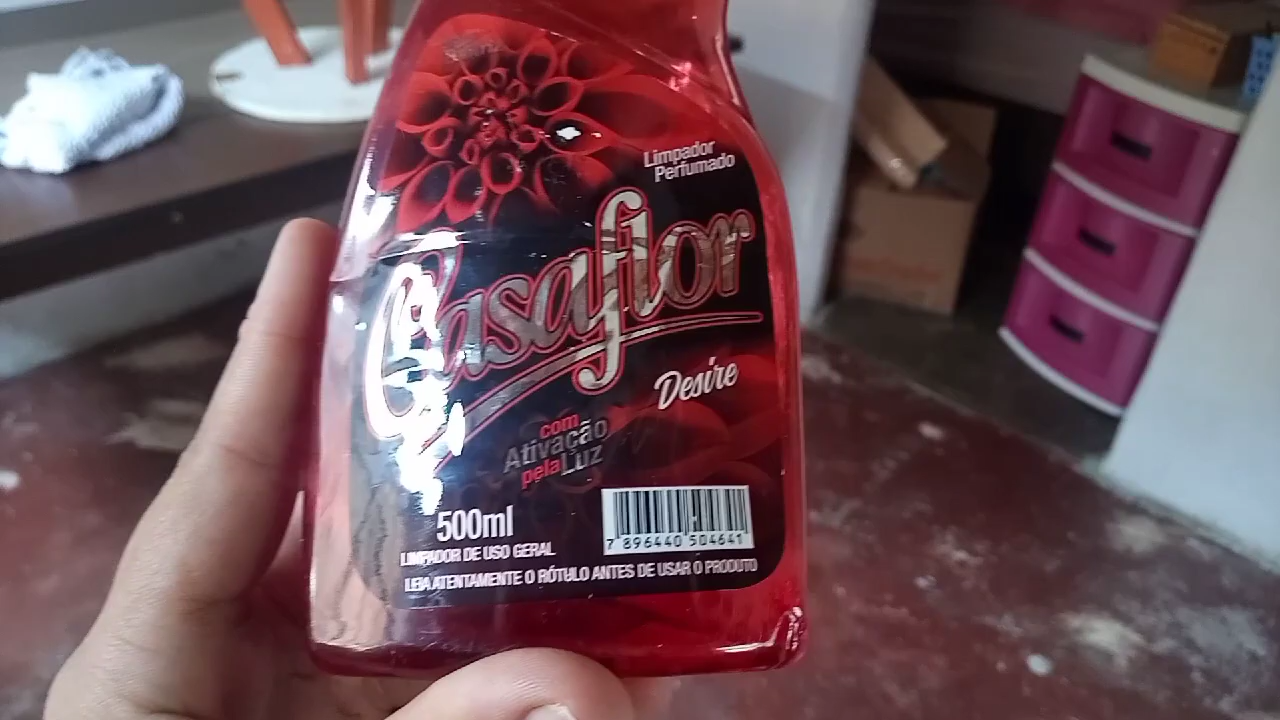 Limpador
Perfumado
Casaflor
Desire
com
Ativação
pela Luz
500ml
LIMPADOR DE USO GERAL
7 896440 504641
LEIA ATENTAMENTE O RÓTULO ANTES DE USAR O PRODUTO